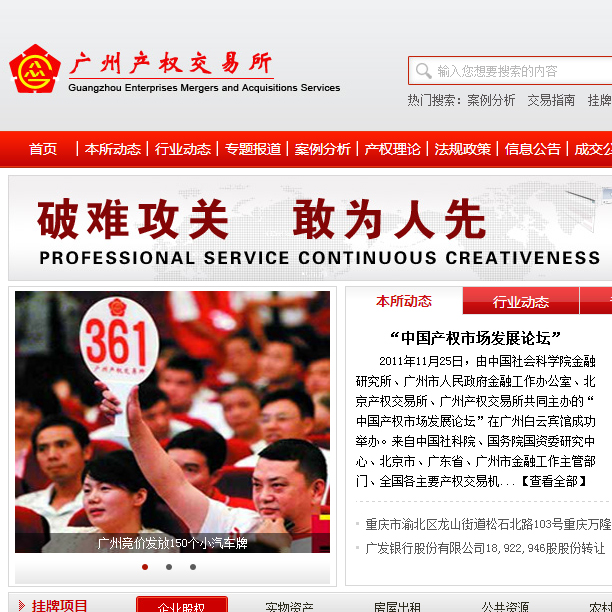 广州产权交易所
Guangzhou Enterprises Mergers and Acquisitions Services
输入您想要搜索的内容
热门搜索：案例分析 交易指南 挂牌
首页 | 本所动态 | 行业动态 | 专题报道 | 案例分析 | 产权理论 | 法规政策 | 信息公告 | 成交公
破难攻关 敢为人先
PROFESSIONAL SERVICE CONTINUOUS CREATIVENESS
361
广州产权交易所
广州竞价发放150个小汽车牌
本所动态 行业动态
“中国产权市场发展论坛”
2011年11月25日，由中国社会科学院金融
研究所、广州市人民政府金融工作办公室、北
京产权交易所、广州产权交易所共同主办的“
中国产权市场发展论坛”在广州白云宾馆成功
举办。来自中国社科院、国务院国资委研究中
心、北京市、广东省、广州市金融工作主管部
门、全国各主要产权交易机...【查看全部】
重庆市渝北区龙山街道松石北路103号重庆万隆
广发银行股份有限公司18,922,946股股份转让
挂牌项目 企业股权 实物资产 房屋出租 公共资源 农村